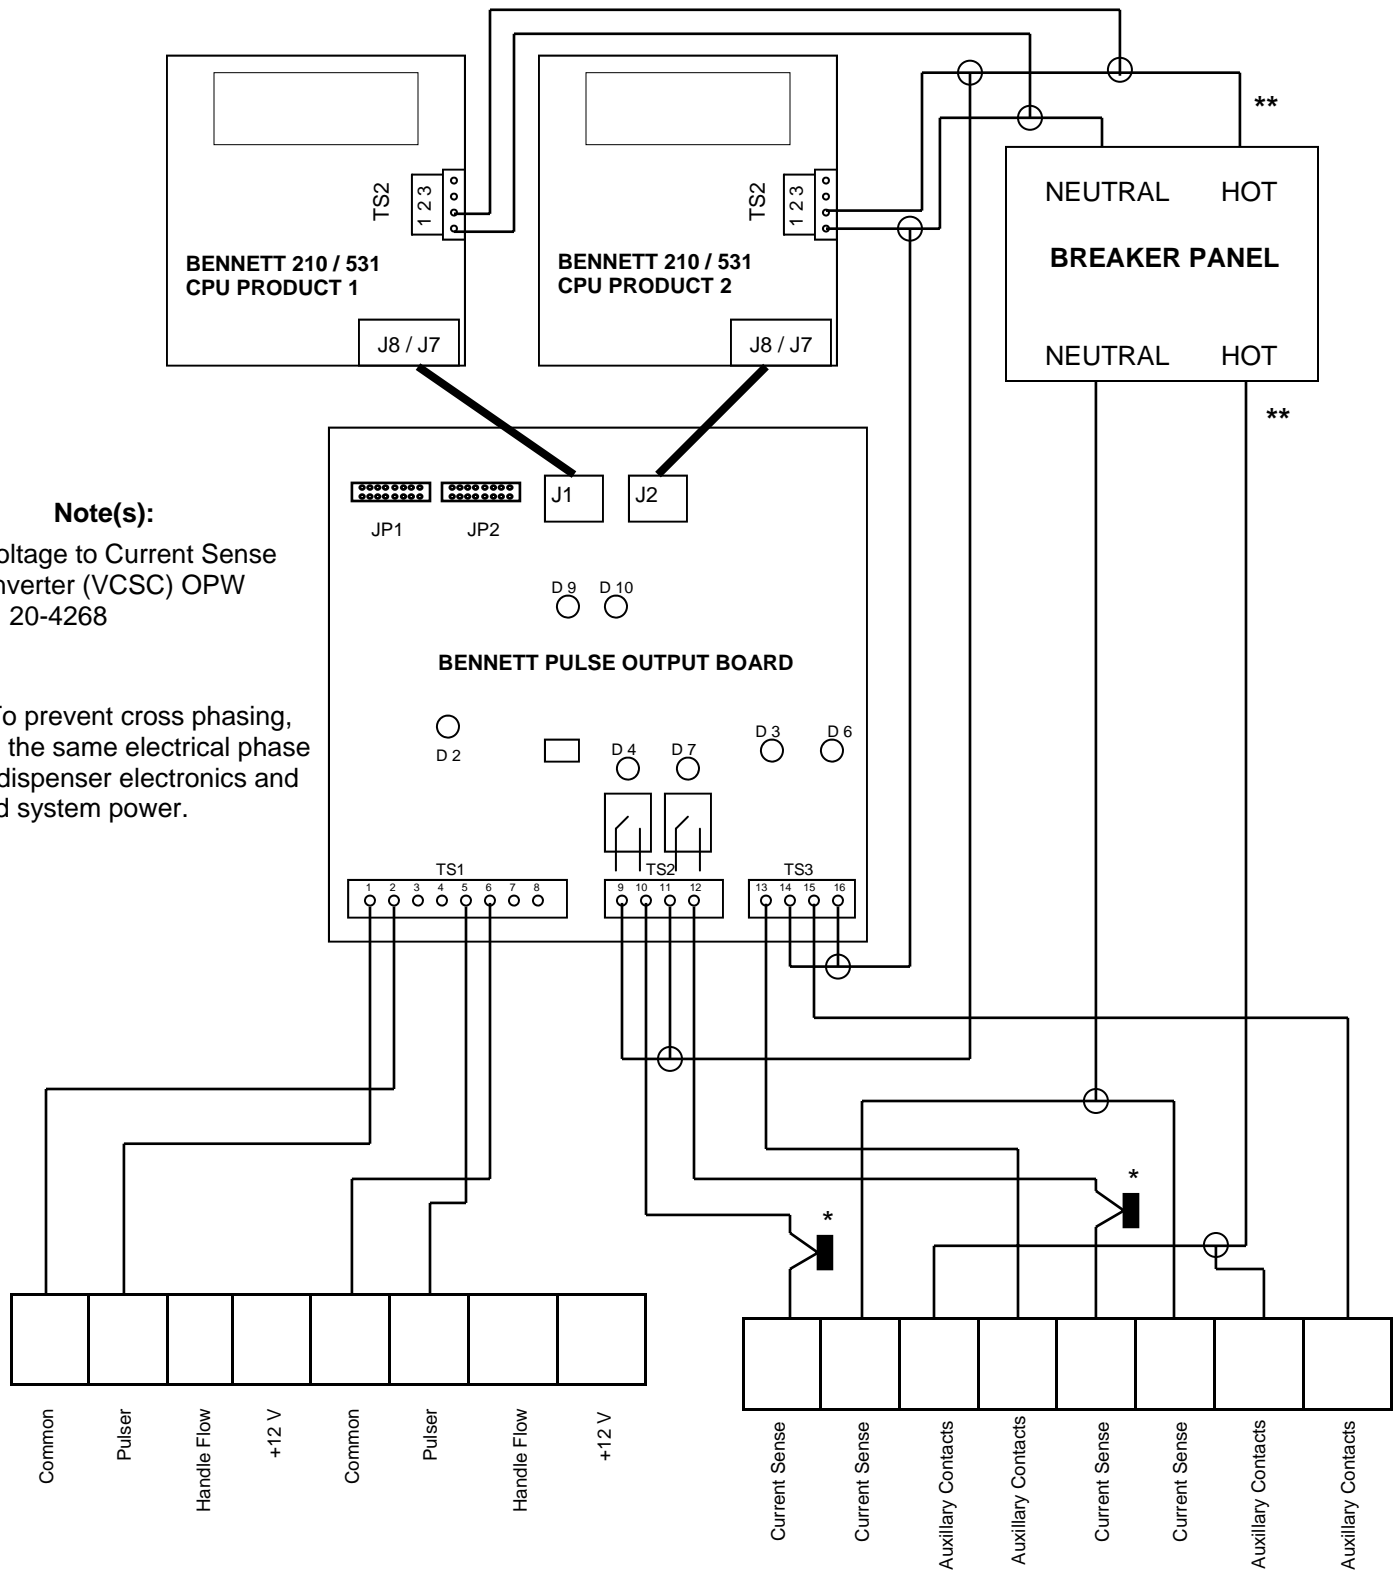 **
NEUTRAL HOT
BREAKER PANEL
NEUTRAL HOT
**
TS2
1 2 3
BENNETT 210 / 531
CPU PRODUCT 1
J8 / J7
TS2
1 2 3
BENNETT 210 / 531
CPU PRODUCT 2
J8 / J7
Note(s):
oltage to Current Sense
nverter (VCSC) OPW
20-4268
To prevent cross phasing,
the same electrical phase
dispenser electronics and
d system power.
JP1
JP2
J1
J2
D 9
D 10
BENNETT PULSE OUTPUT BOARD
D 2
D 4
D 7
D 3
D 6
TS1
1 2 3 4 5 6 7 8
TS2
9 10 11 12
TS3
13 14 15 16
*
*
Common
Pulser
Handle Flow
+12 V
Common
Pulser
Handle Flow
+12 V
Current Sense
Current Sense
Auxillary Contacts
Auxillary Contacts
Current Sense
Current Sense
Auxillary Contacts
Auxillary Contacts